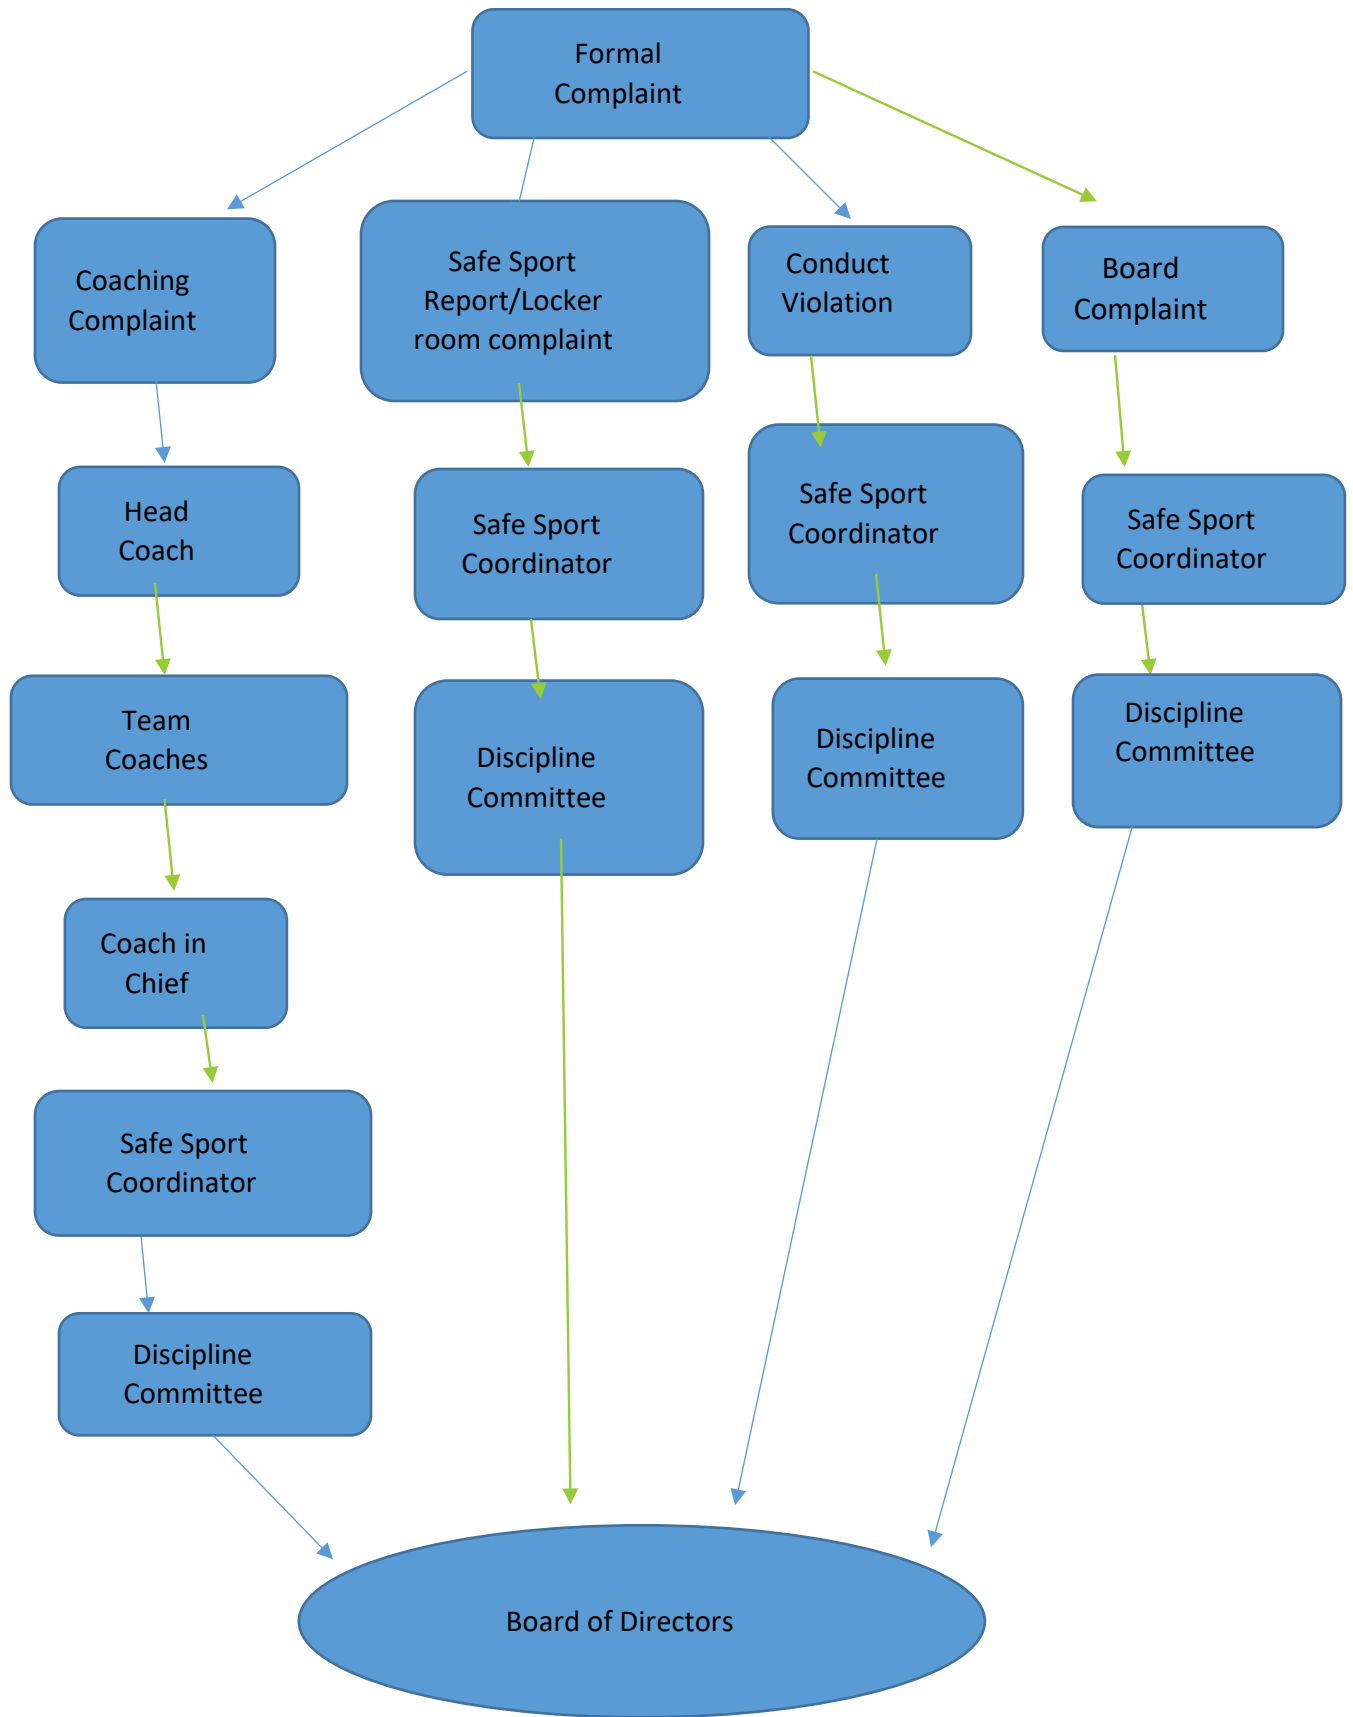 Formal
Complaint
Coaching
Complaint
Safe Sport
Report/Locker
room complaint
Conduct
Violation
Board
Complaint
Head
Coach
Safe Sport
Coordinator
Safe Sport
Coordinator
Safe Sport
Coordinator
Team
Coaches
Discipline
Committee
Discipline
Committee
Discipline
Committee
Coach in
Chief
Safe Sport
Coordinator
Discipline
Committee
Board of Directors